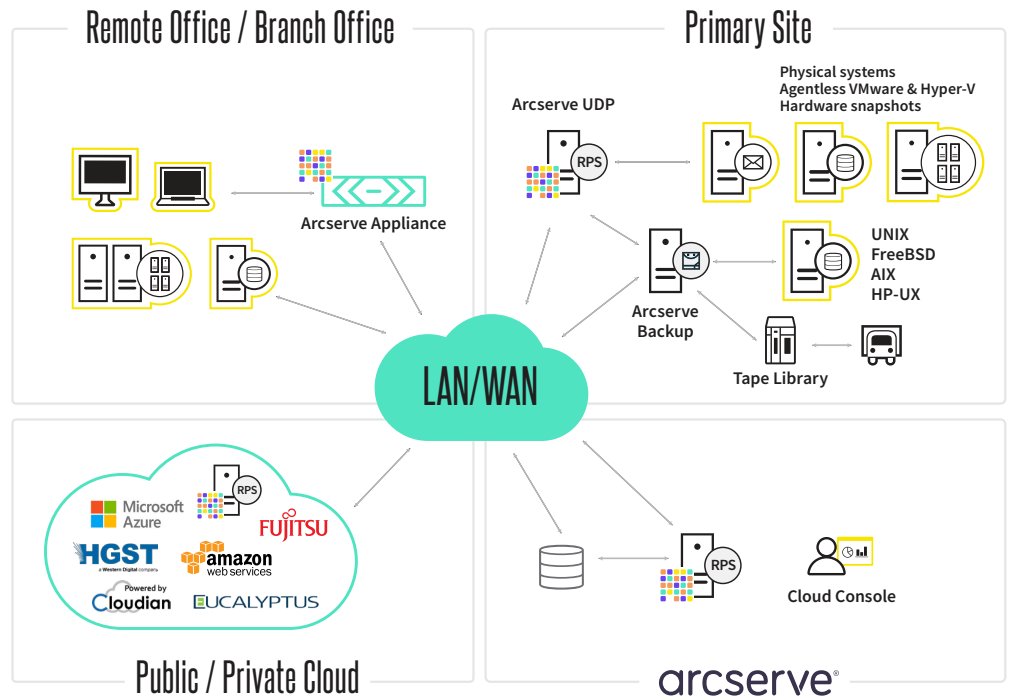 Remote Office / Branch Office
Arcserve Appliance
Primary Site
Arcserve UDP
RPS
Physical systems
Agentless VMware & Hyper-V
Hardware snapshots
Arcserve
Backup
UNIX
FreeBSD
AIX
HP-UX
Tape Library
LAN/WAN
RPS
Microsoft
Azure
FUJITSU
HGST
a Western Digital company
amazon
web services
Powered by
Cloudian
EUCALYPTUS
Public / Private Cloud
RPS
Cloud Console
arcserve®